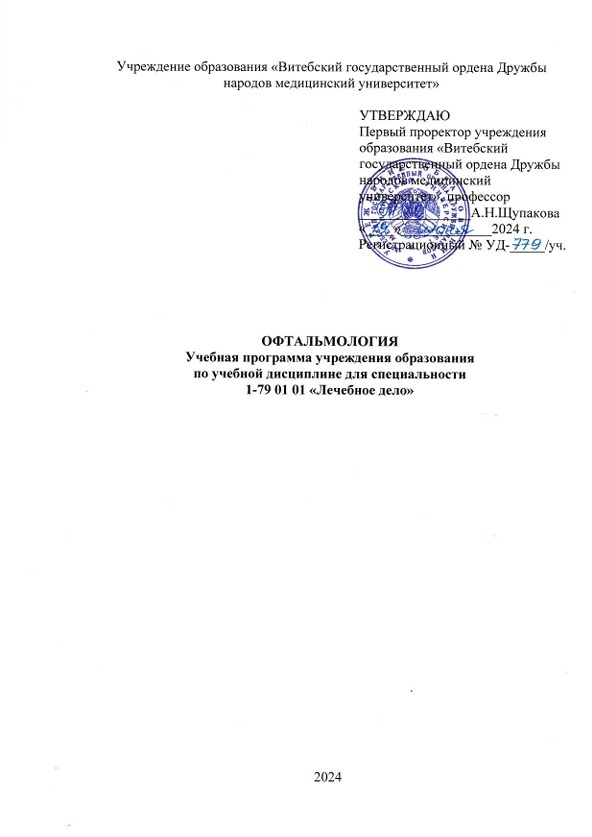 Учреждение образования «Витебский государственный ордена Дружбы
народов медицинский университет»
УТВЕРЖДАЮ
Первый проректор учреждения
образования «Витебский
государственный ордена Дружбы
народов медицинский
университет», профессор
А.Н.Щупакова
« » 2024 г.
Регистрационный № УД-779/уч.
ОФТАЛЬМОЛОГИЯ
Учебная программа учреждения образования
по учебной дисциплине для специальности
1-79 01 01 «Лечебное дело»
2024